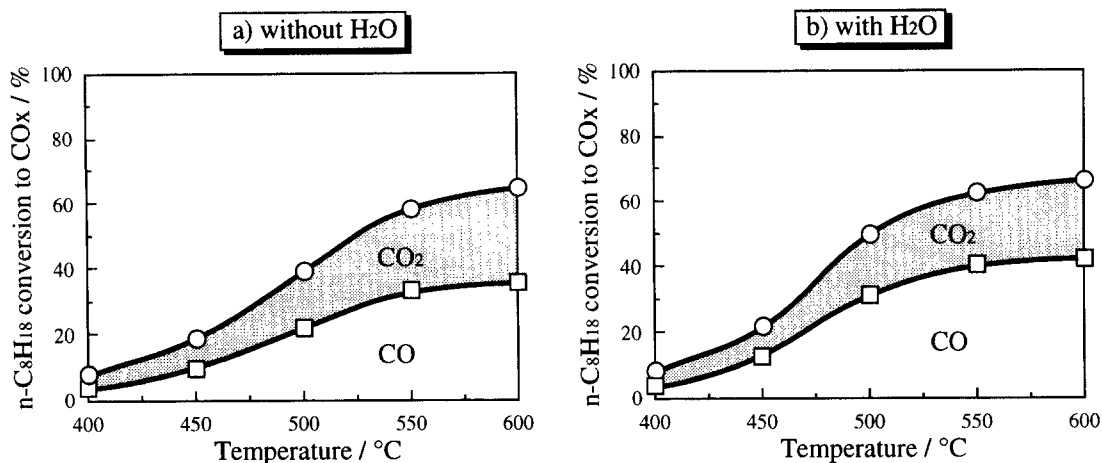 a) without H2O
n-C8H18 conversion to COx / %
100
80
60
40
20
0
CO2
CO
400
450
500
550
600
Temperature / °C
b) with H2O
n-C8H18 conversion to COx / %
100
80
60
40
20
0
CO2
CO
400
450
500
550
600
Temperature / °C